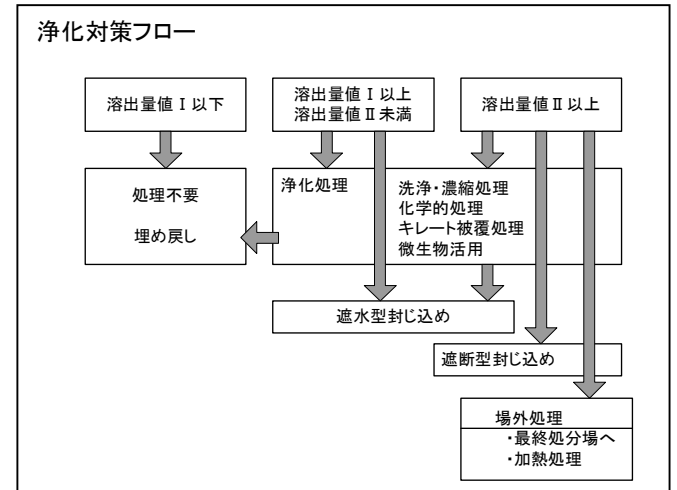 浄化対策フロー
溶出量値Ⅰ以下
溶出量値Ⅰ以上
溶出量値Ⅱ未満
溶出量値Ⅱ以上
処理不要
埋め戻し
浄化処理
洗浄・濃縮処理
化学的処理
キレート被覆処理
微生物活用
遮水型封じ込め
遮断型封じ込め
場外処理
・最終処分場へ
・加熱処理